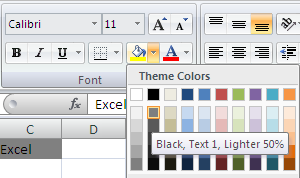 Calibri 11
B I U A
Font
Theme Colors
fx Excel
C D
Excel
Black, Text 1, Lighter 50%